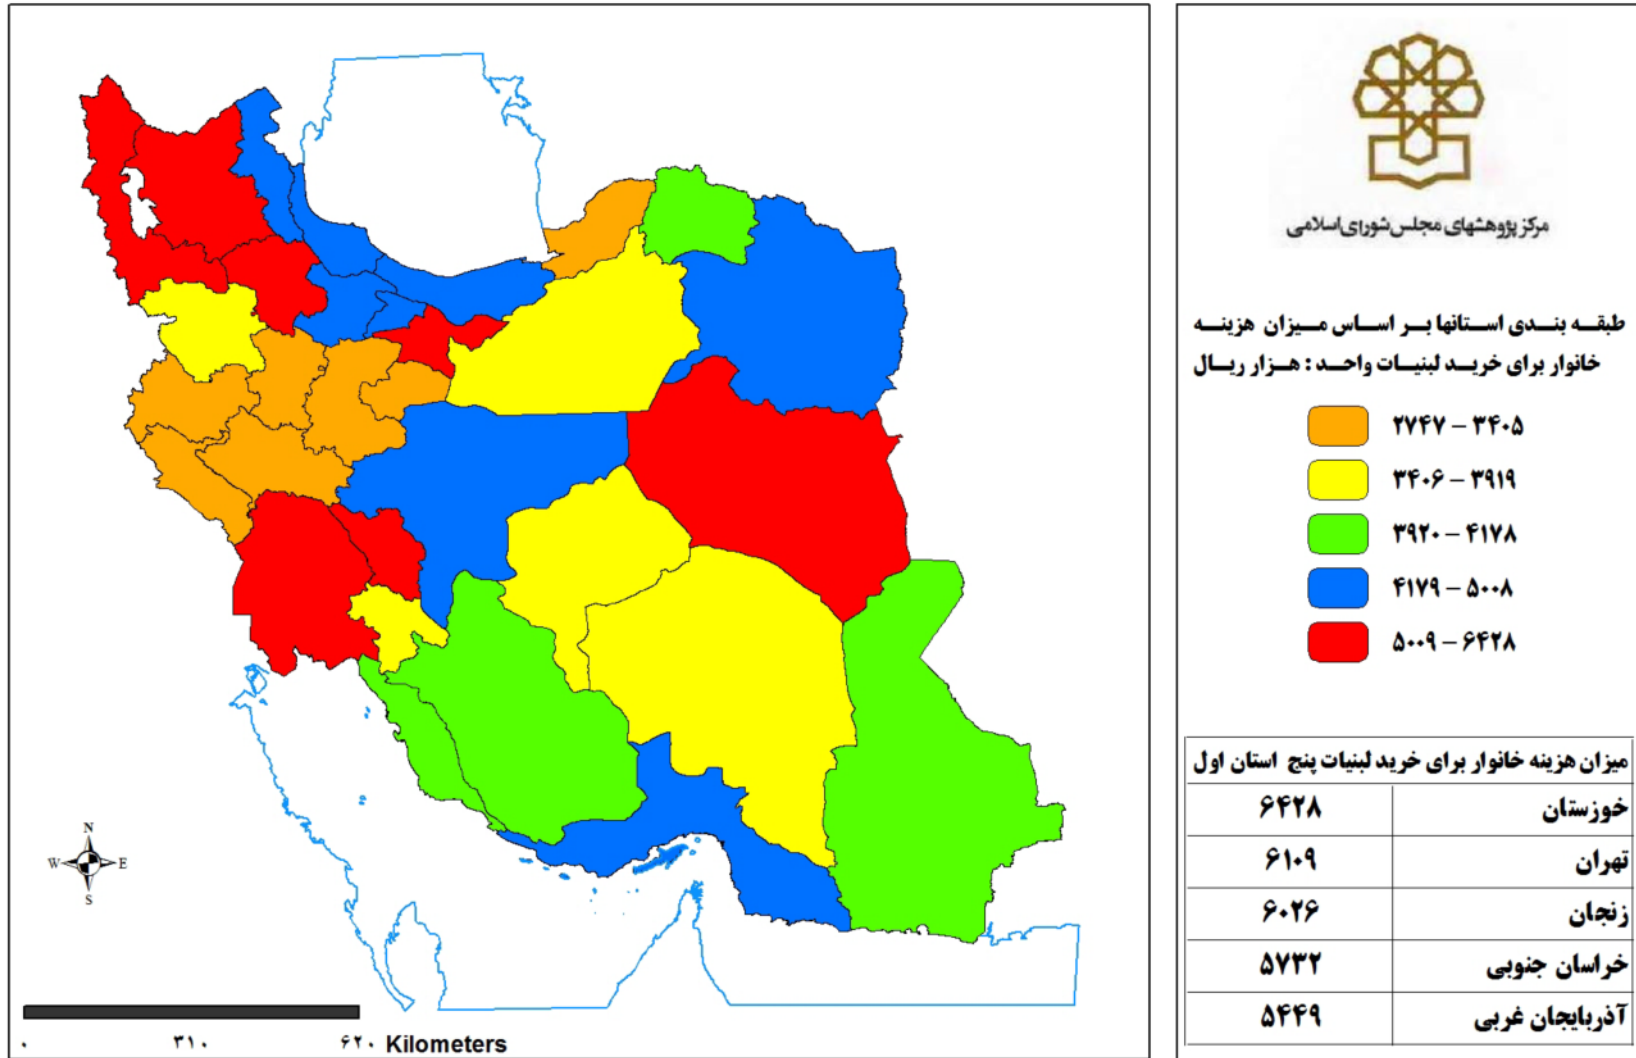 مرکز پژوهشهای مجلس شورای اسلامی
طبقه بندی استانها بر اساس میزان هزینه
خانوار برای خرید لبنیات واحد : هزار ریال
۲۷۴۷ – ۳۴۰۵
۳۴۰۶ – ۳۹۱۹
۳۹۲۰ – ۴۱۷۸
۴۱۷۹ – ۵۰۰۸
۵۰۰۹ – ۶۴۲۸
میزان هزینه خانوار برای خرید لبنیات پنج استان اول
خوزستان ۶۴۲۸
تهران ۶۱۰۹
زنجان ۶۰۲۶
خراسان جنوبی ۵۷۳۲
آذربایجان غربی ۵۴۴۹
N
W E
S
۰ ۳۱۰ ۶۲۰ Kilometers